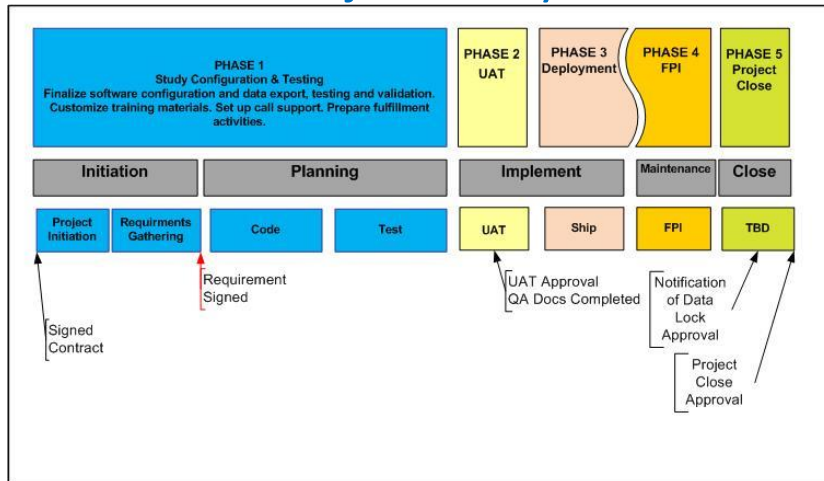 PHASE 1
Study Configuration & Testing
Finalize software configuration and data export, testing and validation.
Customize training materials. Set up call support. Prepare fulfillment
activities.
PHASE 2
UAT
PHASE 3
Deployment
PHASE 4
FPI
PHASE 5
Project
Close
Initiation
Planning
Implement
Maintenance
Close
Project
Initiation
Requirments
Gathering
Code
Test
UAT
Ship
FPI
TBD
Requirement
Signed
Signed
Contract
UAT Approval
QA Docs Completed
Notification
of Data
Lock
Approval
Project
Close
Approval